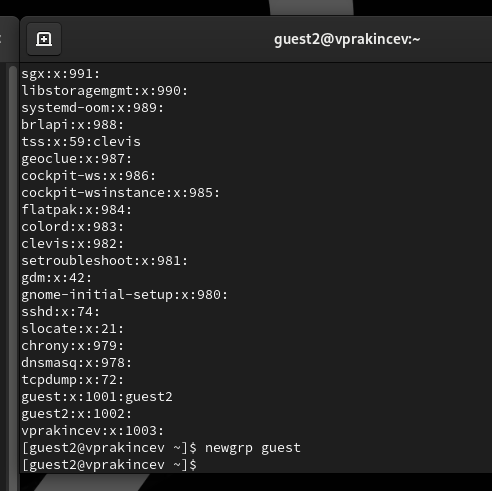 guest2@vprakincev:~
sgx:x:991:
libstoragemgmt:x:990:
systemd-oom:x:989:
brlapi:x:988:
tss:x:59:clevis
geoclue:x:987:
cockpit-ws:x:986:
cockpit-wsinstance:x:985:
flatpak:x:984:
colord:x:983:
clevis:x:982:
setroubleshoot:x:981:
gdm:x:42:
gnome-initial-setup:x:980:
sshd:x:74:
slocate:x:21:
chrony:x:979:
dnsmasq:x:978:
tcpdump:x:72:
guest:x:1001:guest2
guest2:x:1002:
vprakincev:x:1003:
[guest2@vprakincev ~]$ newgrp guest
[guest2@vprakincev ~]$